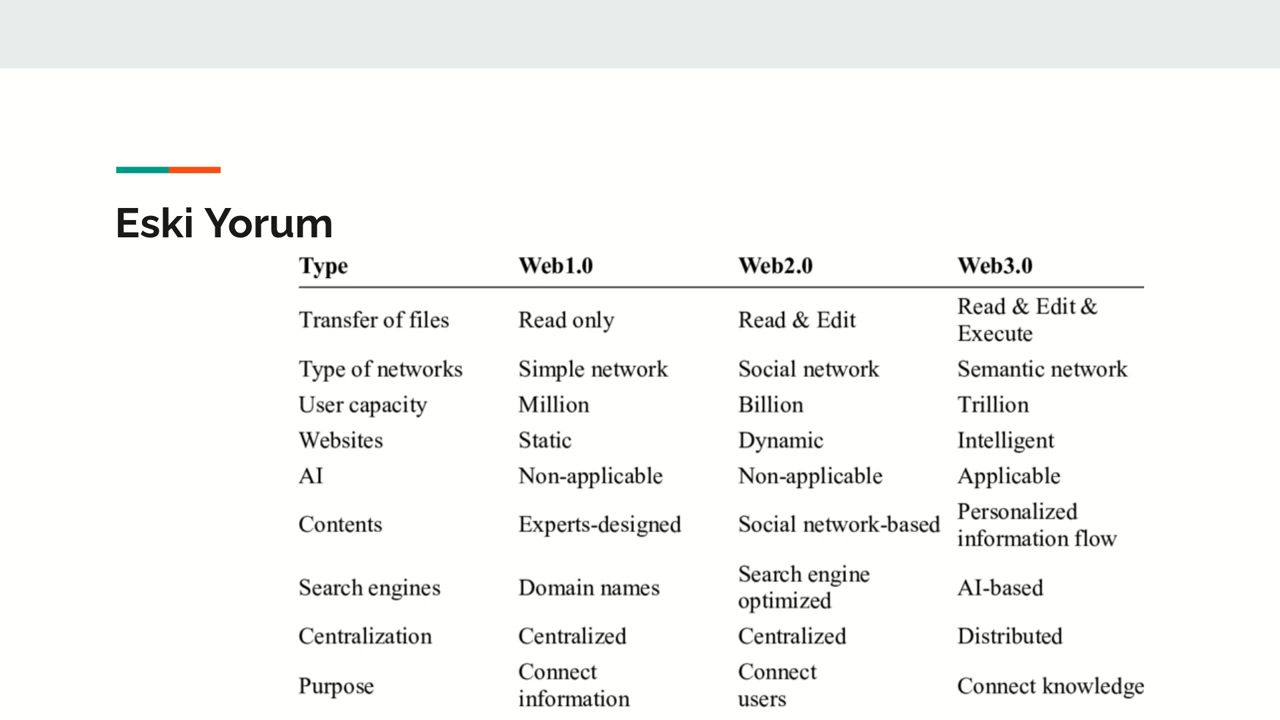 Eski Yorum
Type Web1.0 Web2.0 Web3.0
Transfer of files Read only Read & Edit Read & Edit &
Execute
Type of networks Simple network Social network Semantic network
User capacity Million Billion Trillion
Websites Static Dynamic Intelligent
AI Non-applicable Non-applicable Applicable
Contents Experts-designed Social network-based Personalized
information flow
Search engines Domain names Search engine
optimized AI-based
Centralization Centralized Centralized Distributed
Purpose Connect
information Connect
users Connect knowledge